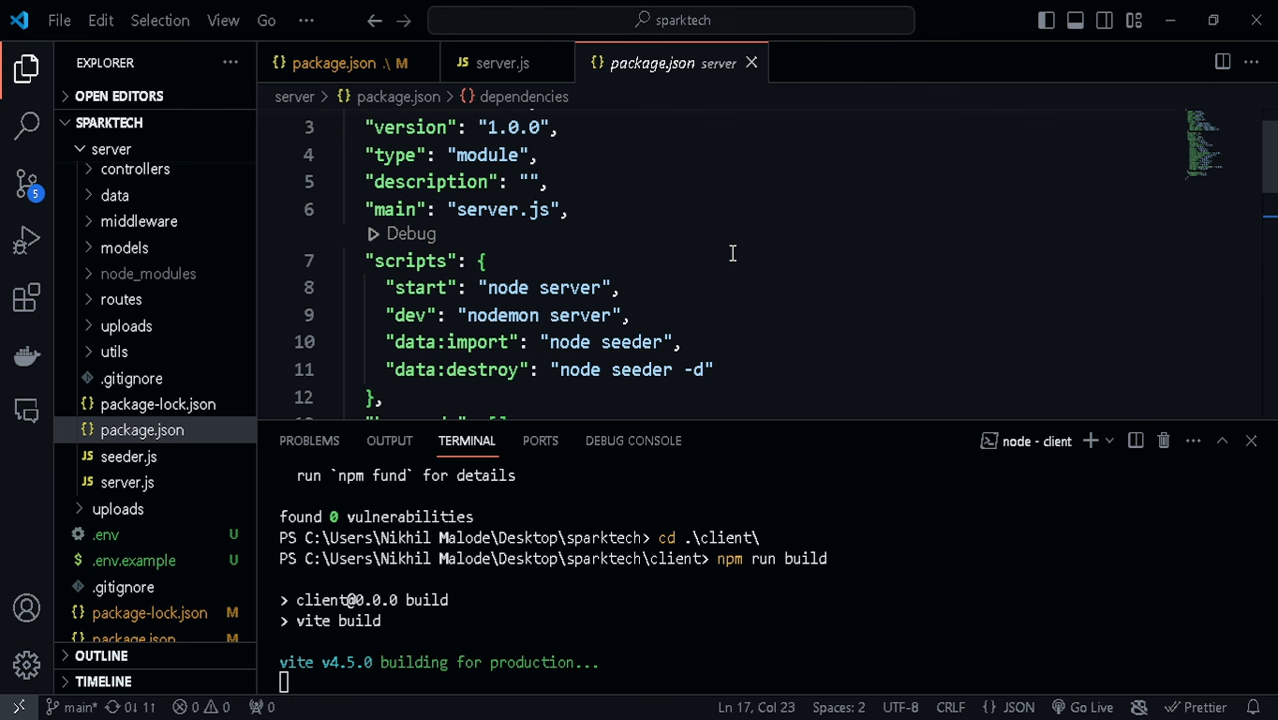 File Edit Selection View Go ··· sparktech
EXPLORER
OPEN EDITORS
SPARKTECH
server
controllers
data
middleware
models
node_modules
routes
uploads
utils
.gitignore
package-lock.json
package.json
seeder.js
server.js
uploads
.env U
.env.example U
.gitignore
package-lock.json M
package.json
OUTLINE
TIMELINE
5
package.json .\ M
server.js
package.json server
server > package.json > dependencies
3 "version": "1.0.0",
4 "type": "module",
5 "description": "",
6 "main": "server.js",
Debug
7 "scripts": {
8 "start": "node server",
9 "dev": "nodemon server",
10 "data:import": "node seeder",
11 "data:destroy": "node seeder -d"
12 },
PROBLEMS OUTPUT TERMINAL PORTS DEBUG CONSOLE node - client
run `npm fund` for details
found 0 vulnerabilities
PS C:\Users\Nikhil Malode\Desktop\sparktech> cd .\client\
PS C:\Users\Nikhil Malode\Desktop\sparktech\client> npm run build
> client@0.0.0 build
> vite build
vite v4.5.0 building for production...
main* 0↓ 1↑ 0 0 0 Ln 17, Col 23 Spaces: 2 UTF-8 CRLF {} JSON Go Live Prettier